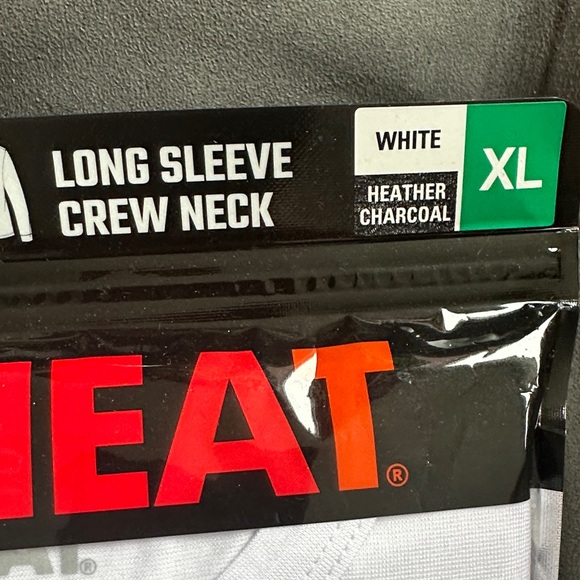 LONG SLEEVE
CREW NECK
WHITE
HEATHER
CHARCOAL
XL
HEAT®